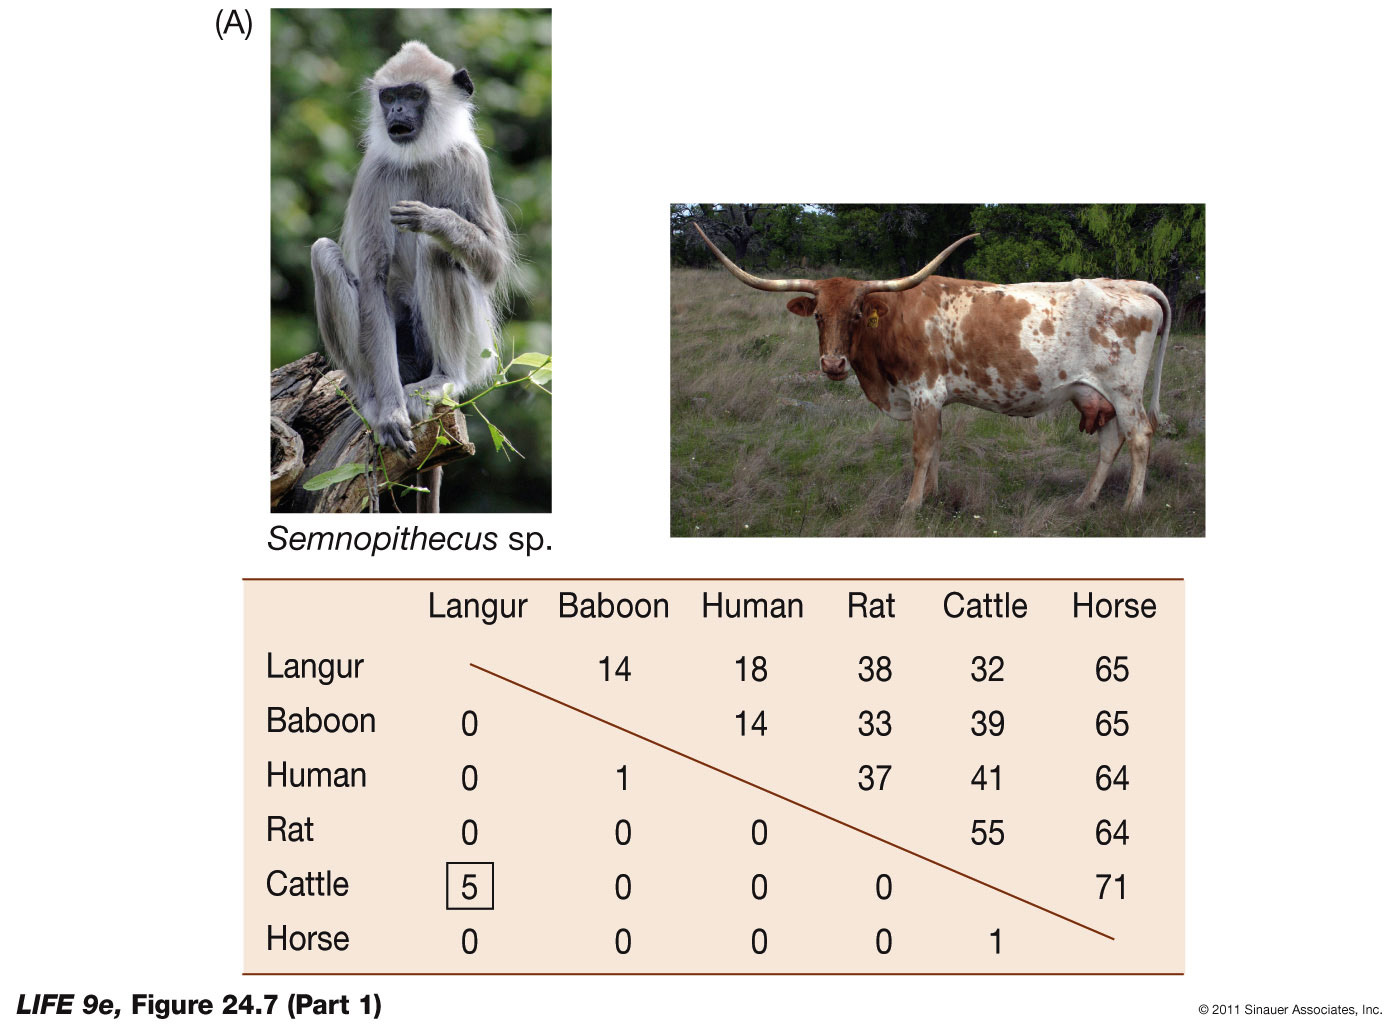 (A)
Semnopithecus sp.
Langur Baboon Human Rat Cattle Horse
Langur 14 18 38 32 65
Baboon 0 14 33 39 65
Human 0 1 37 41 64
Rat 0 0 0 55 64
Cattle 5 0 0 0 71
Horse 0 0 0 0 1
LIFE 9e, Figure 24.7 (Part 1)
© 2011 Sinauer Associates, Inc.